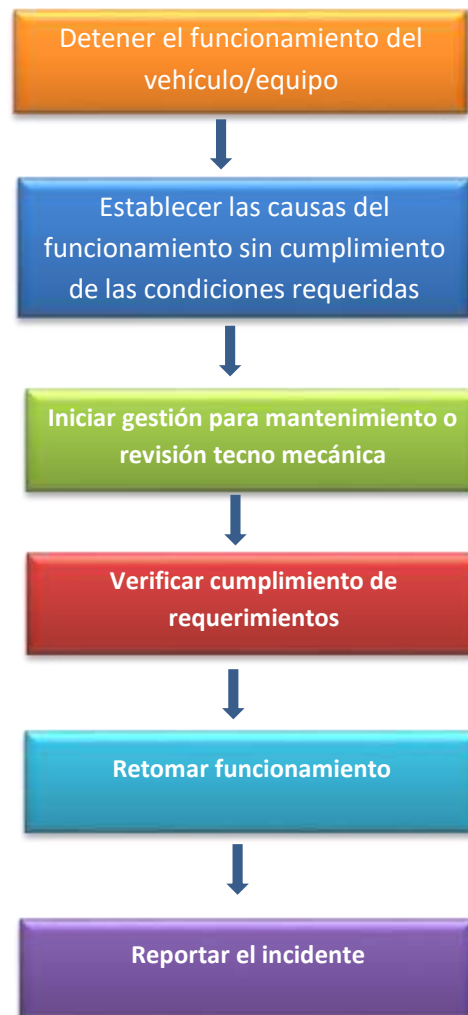 Detener el funcionamiento del
vehículo/equipo
Establecer las causas del
funcionamiento sin cumplimiento
de las condiciones requeridas
Iniciar gestión para mantenimiento o
revisión tecno mecánica
Verificar cumplimiento de
requerimientos
Retomar funcionamiento
Reportar el incidente